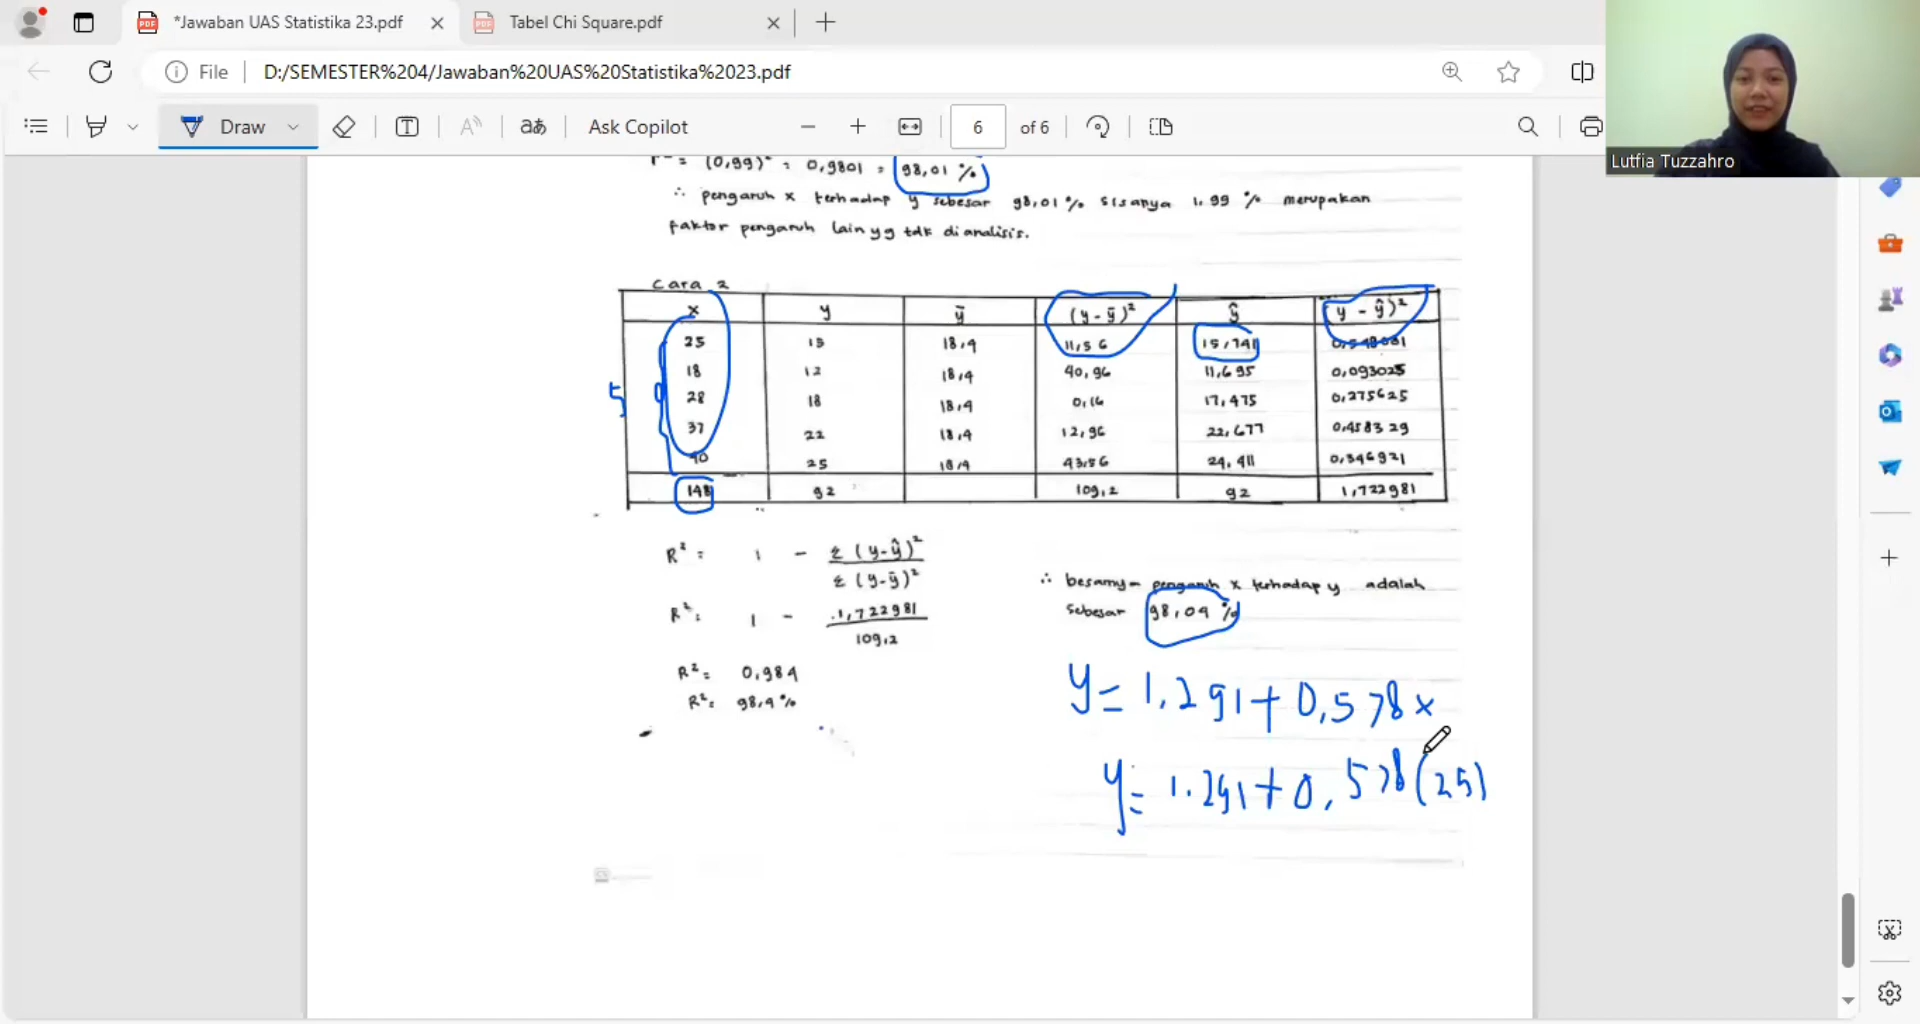 *Jawaban UAS Statistika 23.pdf
Tabel Chi Square.pdf
File
D:/SEMESTER%204/Jawaban%20UAS%20Statistika%2023.pdf
Draw
Ask Copilot
6 of 6
Lutfia Tuzzahro
r² = (0,99)² = 0,9801 = 98,01 %
∴ pengaruh x terhadap y sebesar 98,01 % sisanya 1,99 % merupakan
faktor pengaruh lain yg tdk di analisis.
Cara 2
x y ȳ (y - ȳ)² ŷ (y - ŷ)²
25 15 18,4 11,56 15,741 0,549081
18 12 18,4 40,96 11,695 0,093025
28 18 18,4 0,16 17,475 0,275625
37 22 18,4 12,96 22,677 0,458329
40 25 18,4 43,56 24,411 0,346921
148 92 109,2 92 1,722981
5
R² = 1 - Σ (y-ŷ)² / Σ (y-ȳ)²
R² = 1 - 1,722981 / 109,2
R² = 0,984
R² = 98,4 %
∴ besarnya pengaruh x terhadap y adalah
sebesar 98,04 %
y = 1.291 + 0,578 x
y = 1.291 + 0,578 (25)